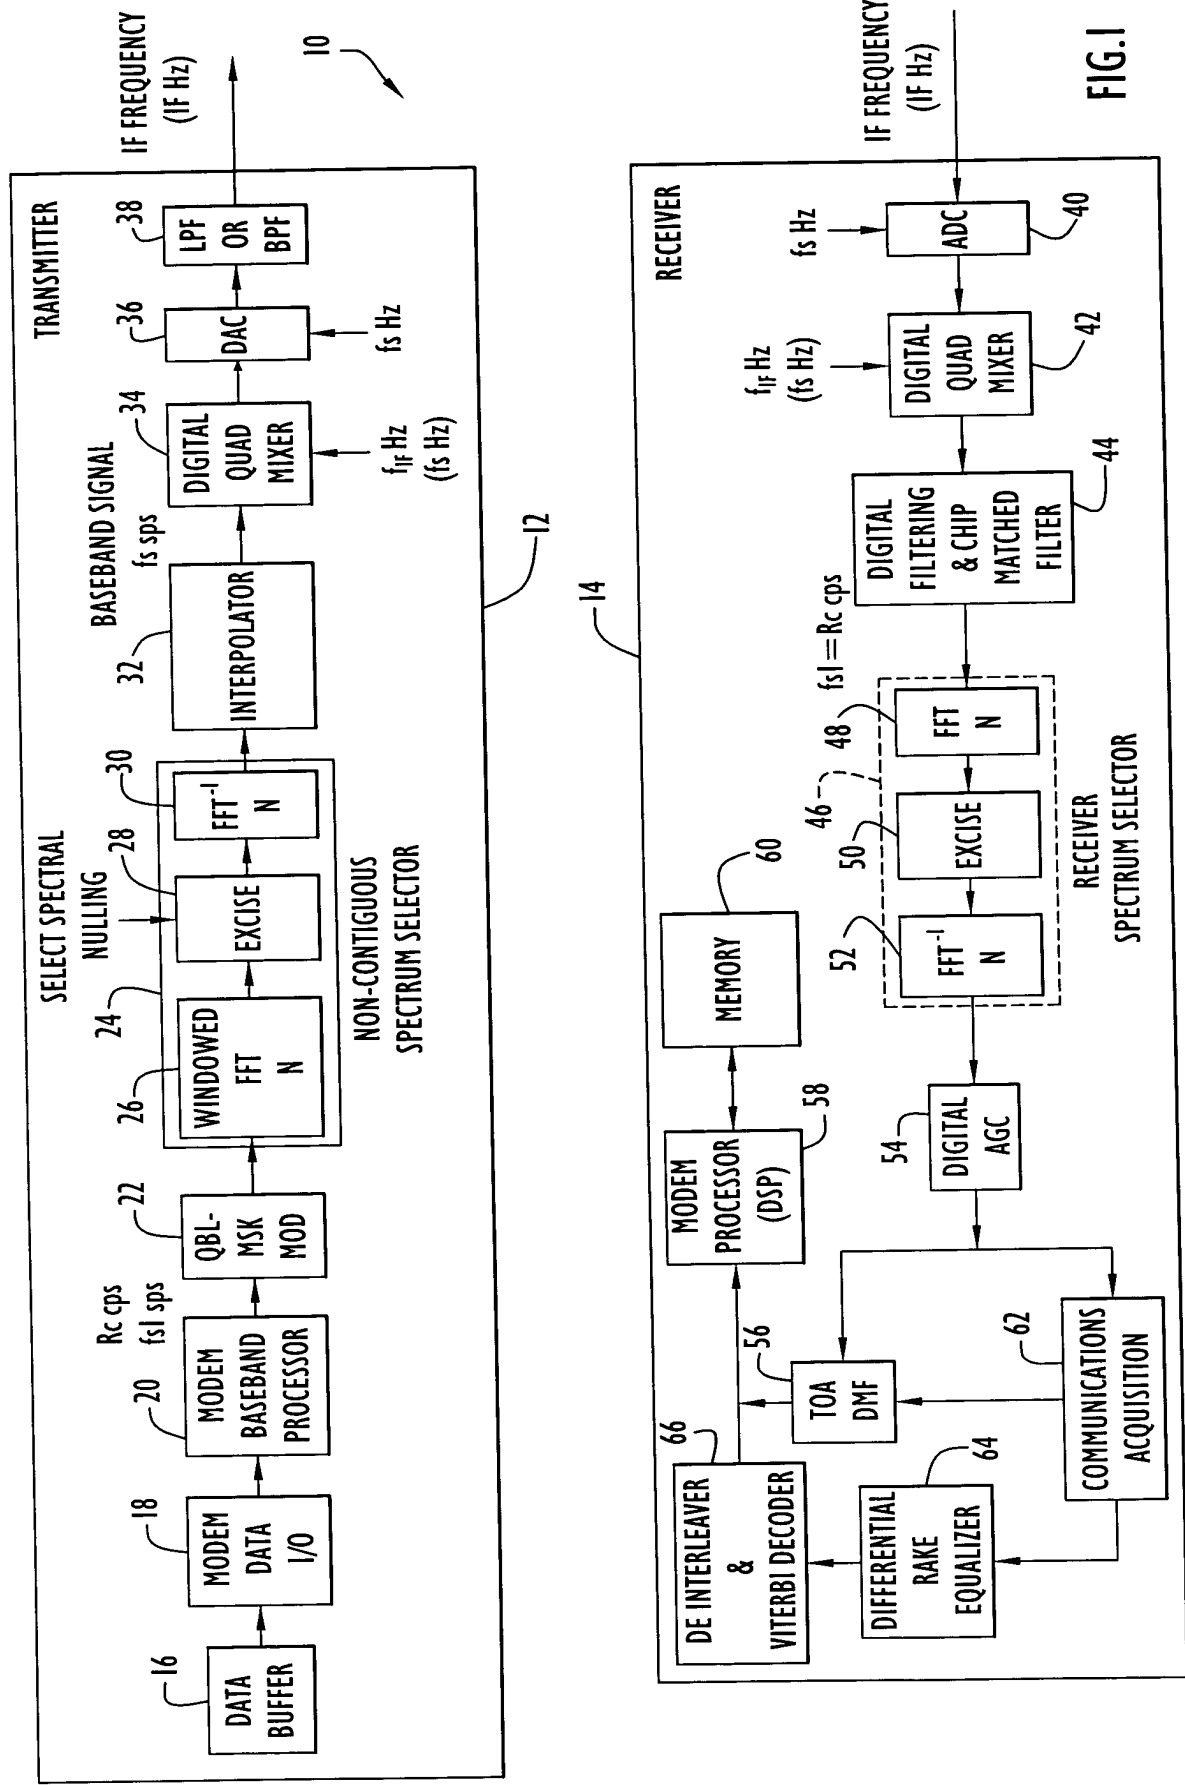 TRANSMITTER
16
DATA
BUFFER
18
MODEM
DATA
I/O
20
MODEM
BASEBAND
PROCESSOR
Rc cps
fsI sps
22
QBL-
MSK
MOD
SELECT SPECTRAL
NULLING
24
26
WINDOWED
FFT
N
28
EXCISE
30
FFT⁻¹
N
NON-CONTIGUOUS
SPECTRUM SELECTOR
32
INTERPOLATOR
BASEBAND SIGNAL
fs sps
34
DIGITAL
QUAD
MIXER
fIF Hz
(fs Hz)
36
DAC
fs Hz
38
LPF
OR
BPF
IF FREQUENCY
(IF Hz)
10
12
14
RECEIVER
IF FREQUENCY
(IF Hz)
fs Hz
ADC
40
fIF Hz
(fs Hz)
DIGITAL
QUAD
MIXER
42
DIGITAL
FILTERING
& CHIP
MATCHED
FILTER
44
fsI = Rc cps
46
48
FFT
N
50
EXCISE
52
FFT⁻¹
N
RECEIVER
SPECTRUM SELECTOR
54
DIGITAL
AGC
56
TOA
DMF
MODEM
PROCESSOR
(DSP)
58
MEMORY
60
COMMUNICATIONS
ACQUISITION
62
DIFFERENTIAL
RAKE
EQUALIZER
64
DE INTERLEAVER
&
VITERBI DECODER
66
FIG.1